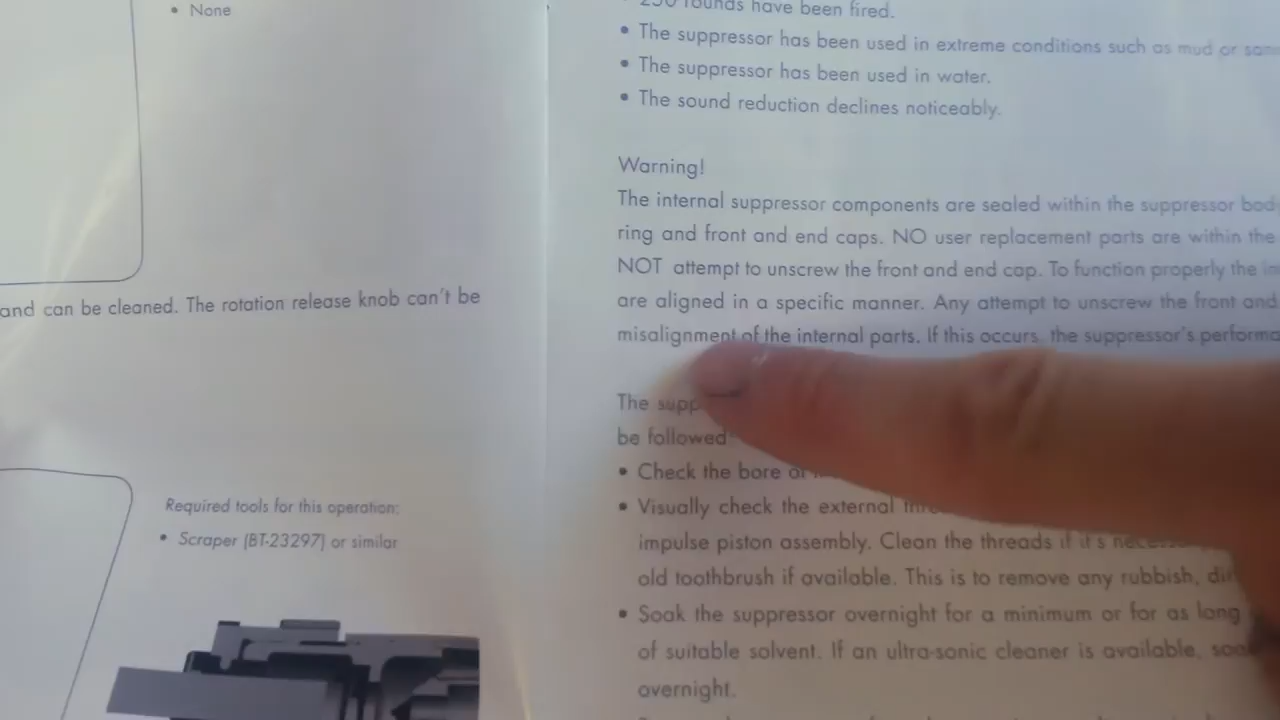 None
and can be cleaned. The rotation release knob can't be
Required tools for this operation:
Scraper (BT-23297) or similar
250 rounds have been fired.
The suppressor has been used in extreme conditions such as mud or
The suppressor has been used in water.
The sound reduction declines noticeably.
Warning!
The internal suppressor components are sealed within the suppressor
ring and front and end caps. NO user replacement parts are within the
NOT attempt to unscrew the front and end cap. To function properly the
are aligned in a specific manner. Any attempt to unscrew the front and
misalignment of the internal parts. If this occurs, the suppressor's
The
be followed
Check the bore
Visually check the external
impulse piston assembly. Clean the threads if it's
old toothbrush if available. This is to remove any rubbish,
Soak the suppressor overnight for a minimum or for as long
of suitable solvent. If an ultra-sonic cleaner is available,
overnight.